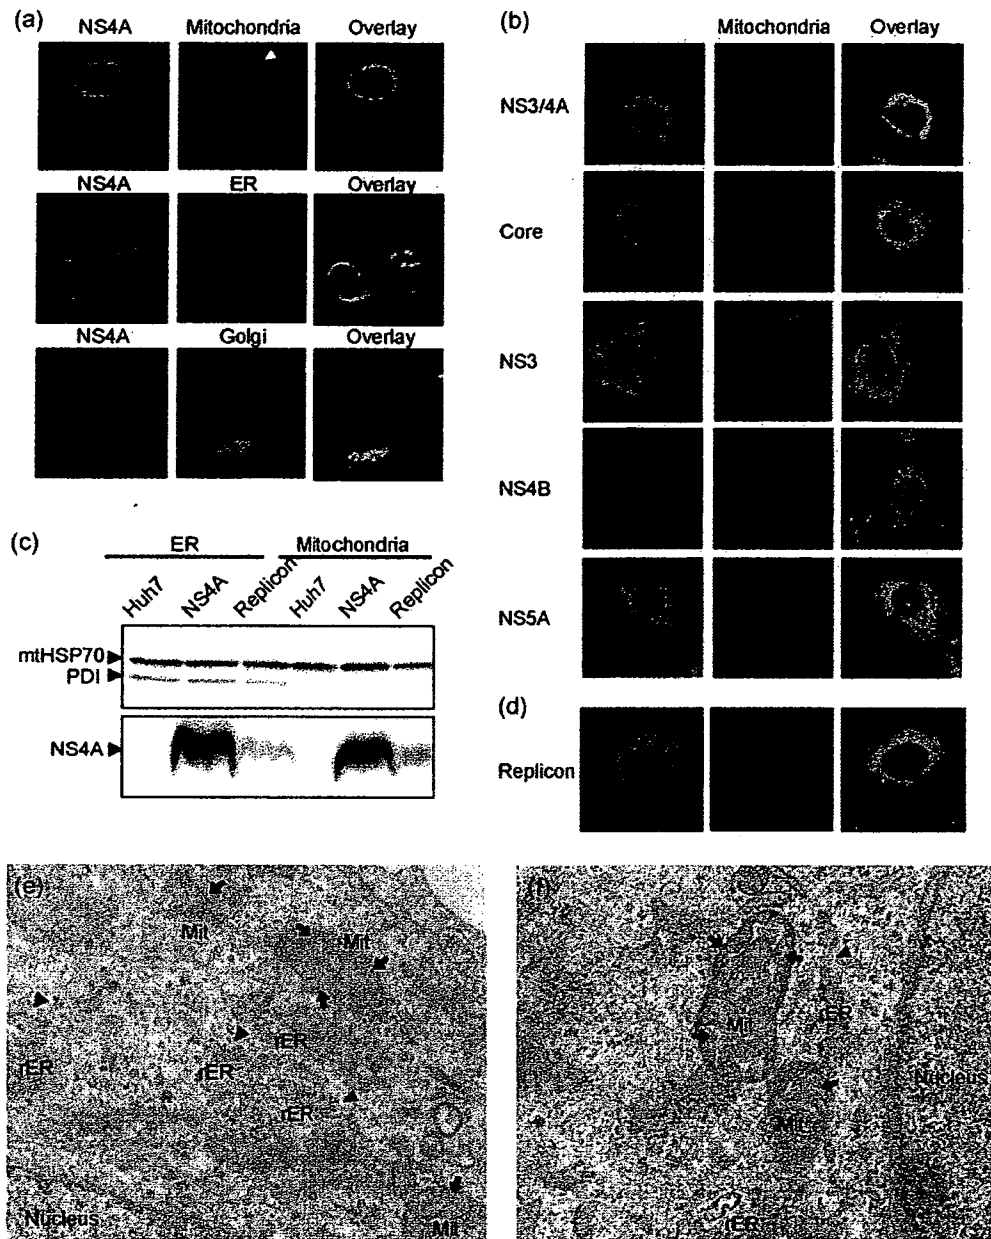 (a)
NS4A Mitochondria Overlay
NS4A ER Overlay
NS4A Golgi Overlay
(b)
Mitochondria Overlay
NS3/4A
Core
NS3
NS4B
NS5A
(c)
ER Mitochondria
Huh7 NS4A Replicon Huh7 NS4A Replicon
mtHSP70
PDI
NS4A
(d)
Replicon
(e)
Mit Mit
rER
rER rER
rER
Nucleus
Mit
(f)
Mit
rER
Nucleus
Mit
rER